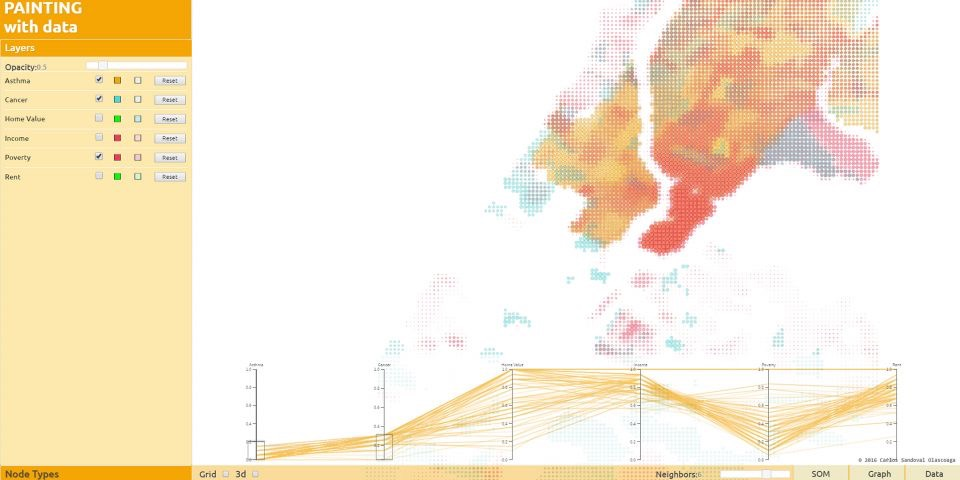 PAINTING
with data
Layers
Opacity:0.5
Asthma Reset
Cancer Reset
Home Value Reset
Income Reset
Poverty Reset
Rent Reset
Asthma Cancer Home Value Income Poverty Rent
1.0 1.0 1.0 1.0 1.0 1.0
0.8 0.8 0.8 0.8 0.8 0.8
0.6 0.6 0.6 0.6 0.6 0.6
0.4 0.4 0.4 0.4 0.4 0.4
0.2 0.2 0.2 0.2 0.2 0.2
0.0 0.0 0.0 0.0 0.0 0.0
© 2016 Carlos Sandoval Olascoaga
Node Types Grid 3d Neighbors:6 SOM Graph Data